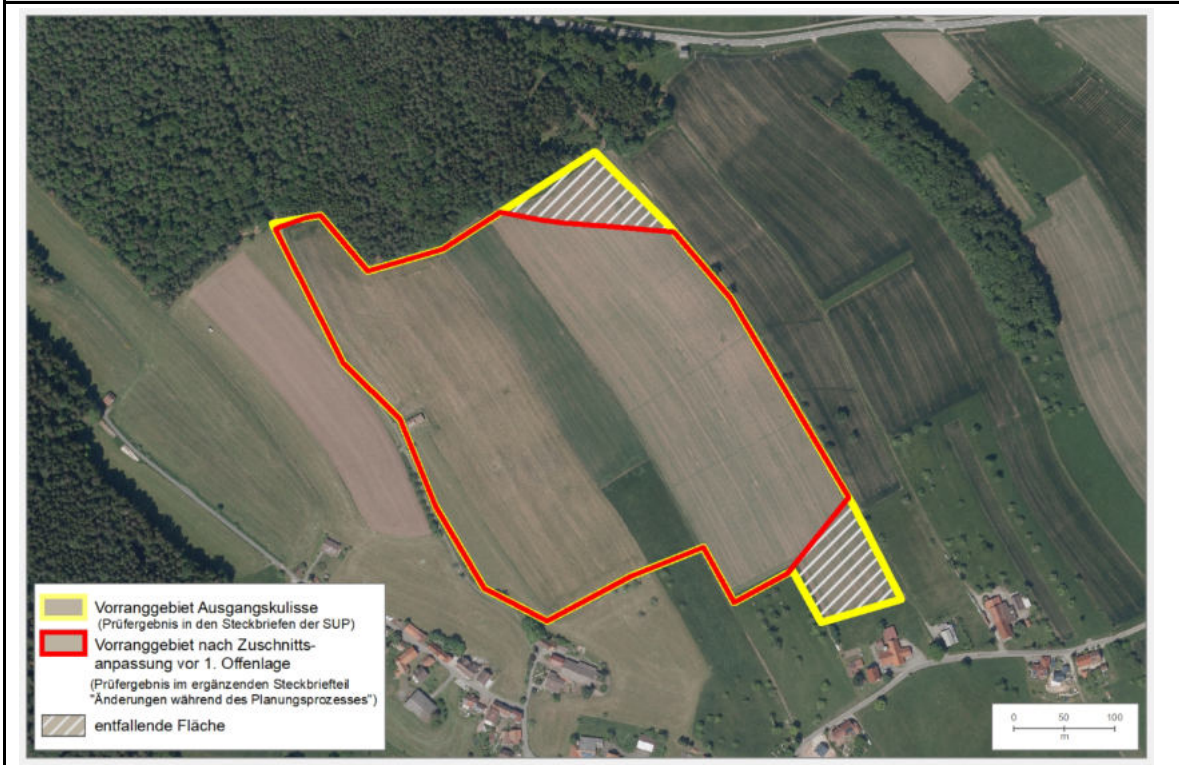 Vorranggebiet Ausgangskulisse
(Prüfergebnis in den Steckbriefen der SUP)
Vorranggebiet nach Zuschnitts-
anpassung vor 1. Offenlage
(Prüfergebnis im ergänzenden Steckbriefteil
"Änderungen während des Planungsprozesses")
entfallende Fläche
0 50 100
m